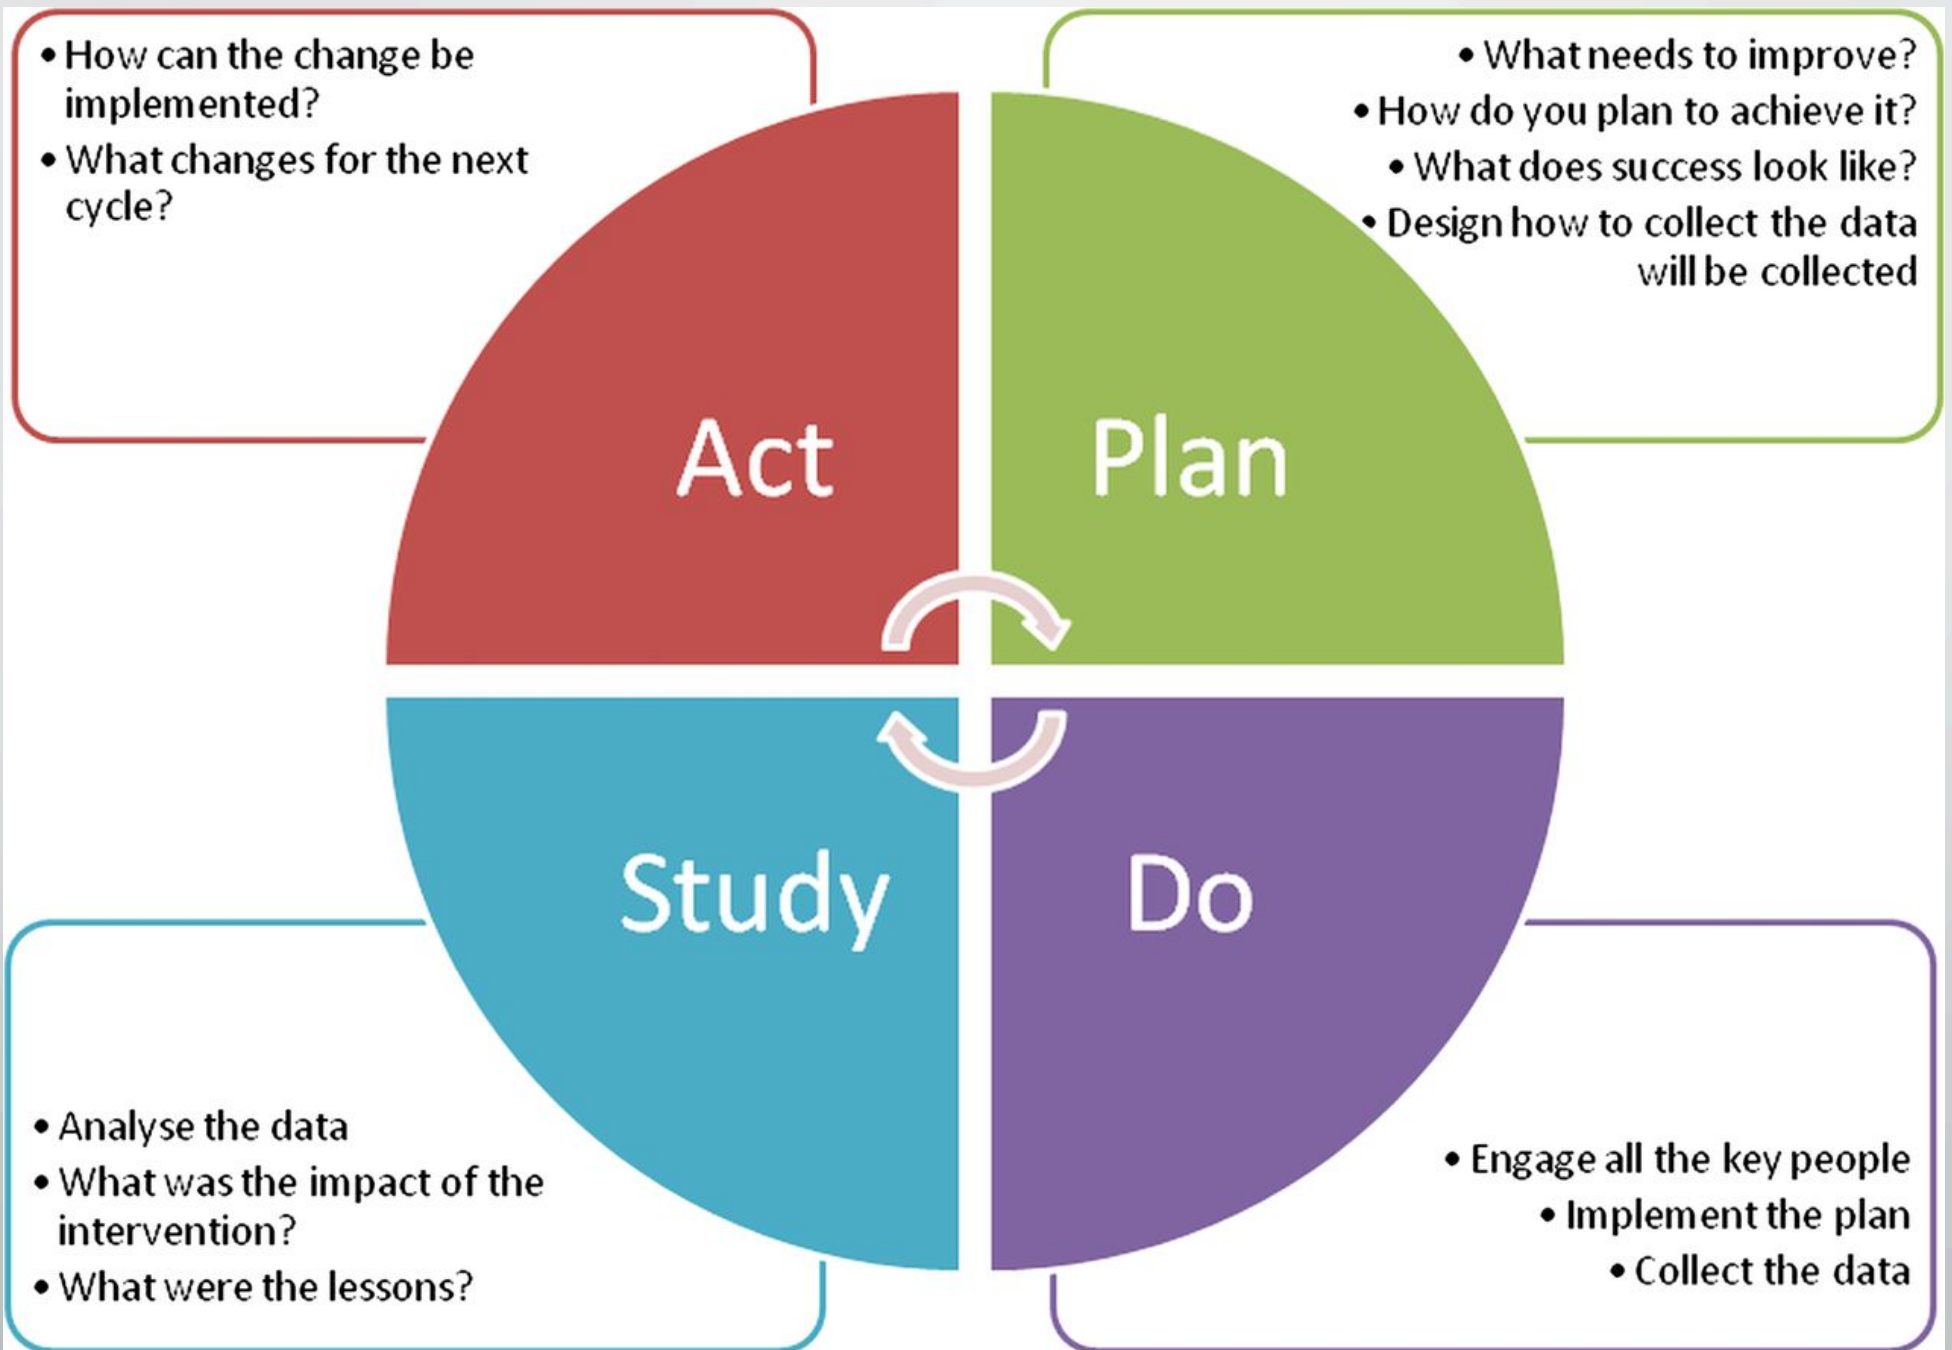 • How can the change be
implemented?
• What changes for the next
cycle?
• What needs to improve?
• How do you plan to achieve it?
• What does success look like?
• Design how to collect the data
will be collected
Act
Plan
Study
Do
• Analyse the data
• What was the impact of the
intervention?
• What were the lessons?
• Engage all the key people
• Implement the plan
• Collect the data